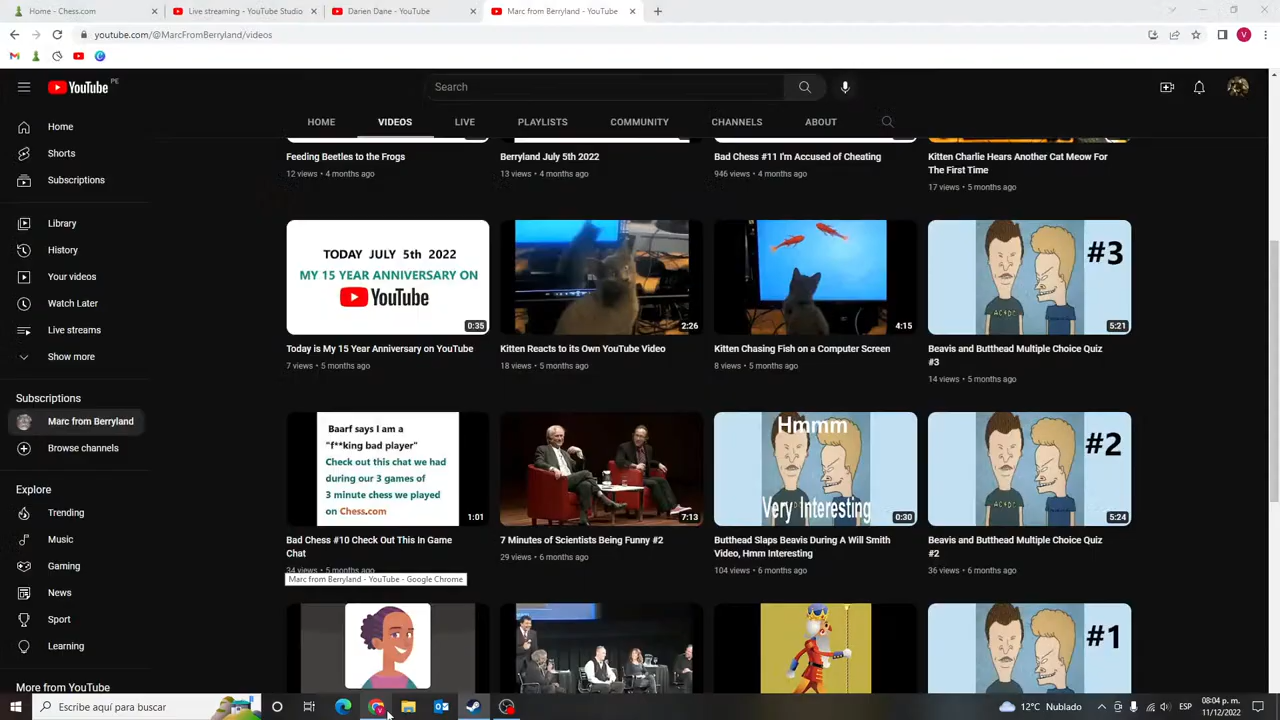 Home - Chess.com
Live streaming - YouTube Studio
Darien Dane - YouTube
Marc from Berryland - YouTube
youtube.com/@MarcFromBerryland/videos
V
YouTube PE
Search
HOME
VIDEOS
LIVE
PLAYLISTS
COMMUNITY
CHANNELS
ABOUT
Home
Shorts
Subscriptions
Library
History
Your videos
Watch Later
Live streams
Show more
Subscriptions
Marc from Berryland
Browse channels
Explore
Trending
Music
Gaming
News
Sport
Learning
More from YouTube
Feeding Beetles to the Frogs
12 views • 4 months ago
Berryland July 5th 2022
13 views • 4 months ago
Bad Chess #11 I'm Accused of Cheating
946 views • 4 months ago
Kitten Charlie Hears Another Cat Meow For
The First Time
17 views • 5 months ago
TODAY JULY 5th 2022
MY 15 YEAR ANNIVERSARY ON
YouTube
0:35
Today is My 15 Year Anniversary on YouTube
7 views • 5 months ago
2:26
Kitten Reacts to its Own YouTube Video
18 views • 5 months ago
4:15
Kitten Chasing Fish on a Computer Screen
8 views • 5 months ago
#3
AC/DC
5:21
Beavis and Butthead Multiple Choice Quiz
#3
14 views • 5 months ago
Baarf says I am a
"f**king bad player"
Check out this chat we had
during our 3 games of
3 minute chess we played
on Chess.com
1:01
Bad Chess #10 Check Out This In Game
Chat
34 views • 5 months ago
Marc from Berryland - YouTube - Google Chrome
7:13
7 Minutes of Scientists Being Funny #2
29 views • 6 months ago
Hmmm
Very Interesting
0:30
Butthead Slaps Beavis During A Will Smith
Video, Hmm Interesting
104 views • 6 months ago
#2
AC/DC
5:24
Beavis and Butthead Multiple Choice Quiz
#2
36 views • 6 months ago
#1
Escribe aquí para buscar
12°C Nublado
ESP
08:04 p. m.
11/12/2022